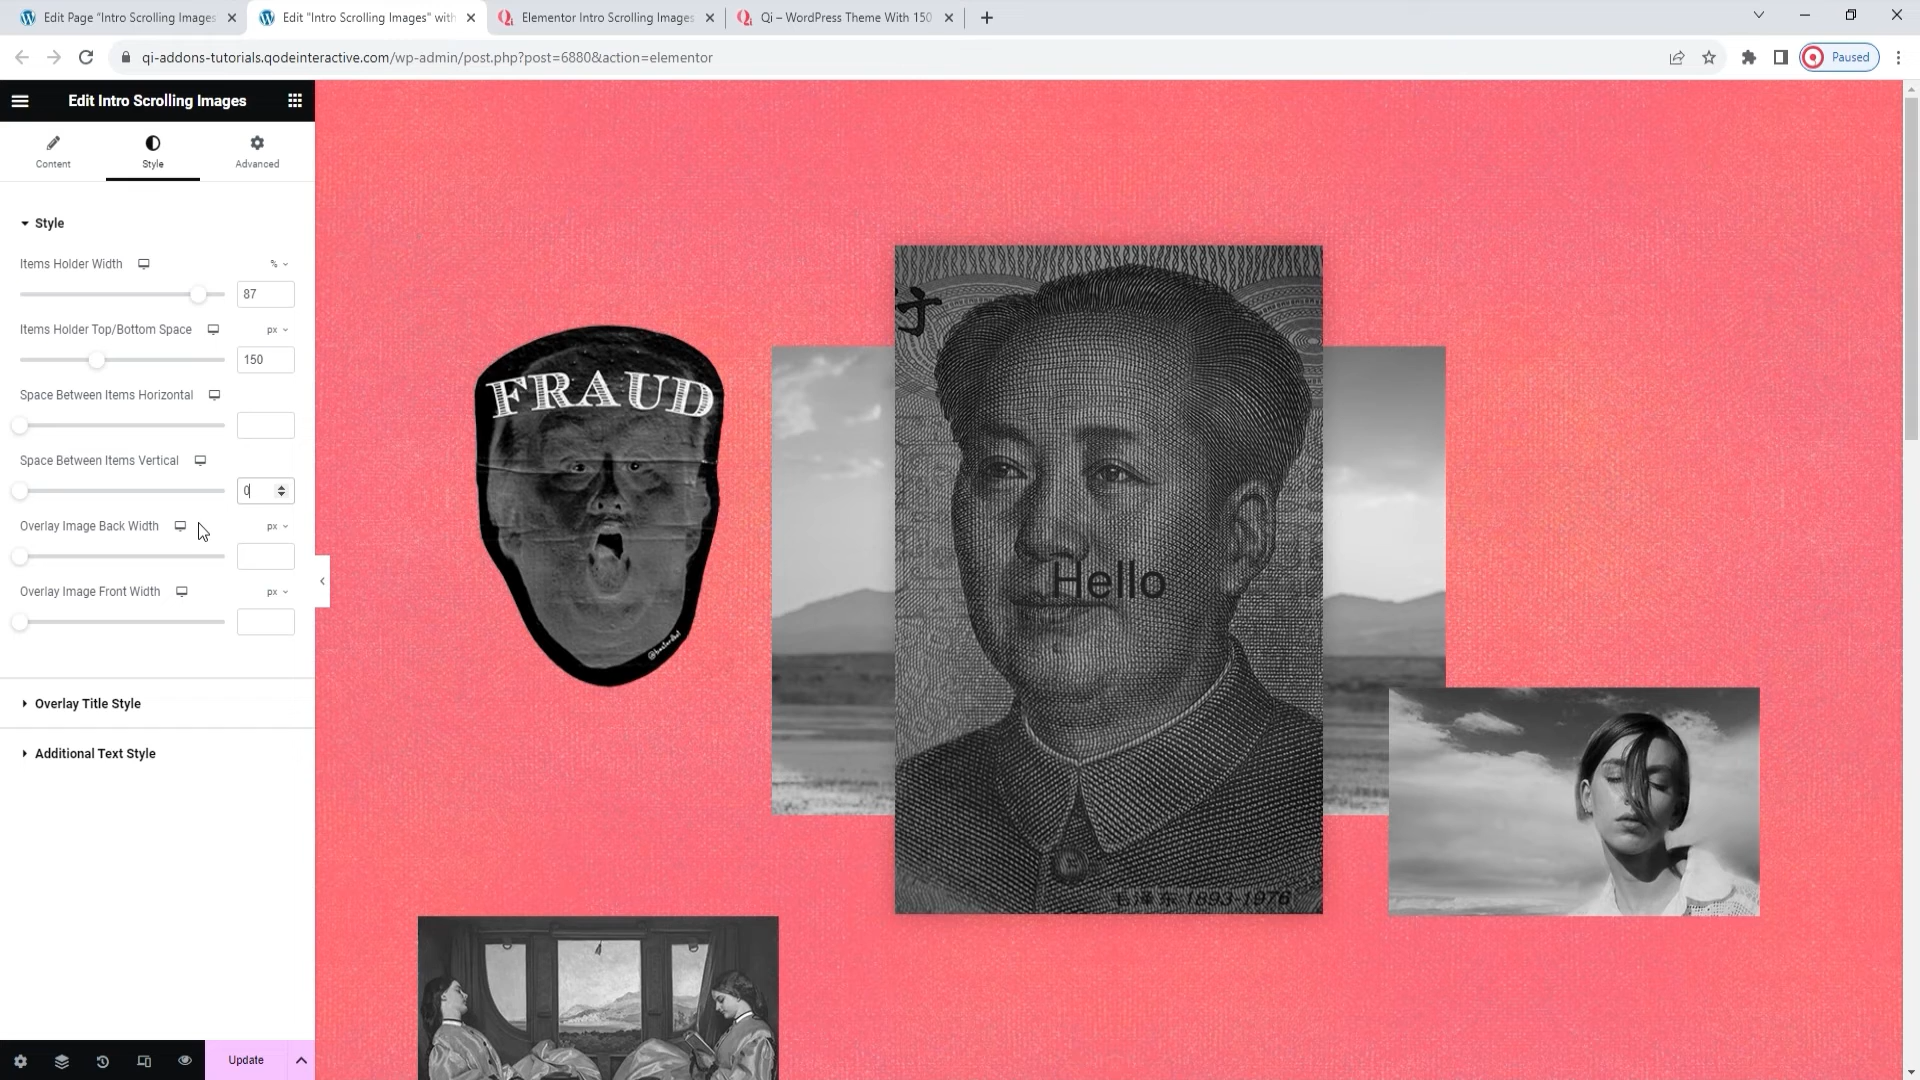 Edit Page “Intro Scrolling Images”
Edit "Intro Scrolling Images" with
Elementor Intro Scrolling Images
Qi – WordPress Theme With 150
qi-addons-tutorials.qodeinteractive.com/wp-admin/post.php?post=6880&action=elementor
Paused
Edit Intro Scrolling Images
Content
Style
Advanced
Style
Items Holder Width
%
87
Items Holder Top/Bottom Space
px
150
Space Between Items Horizontal
Space Between Items Vertical
0
Overlay Image Back Width
px
Overlay Image Front Width
px
Overlay Title Style
Additional Text Style
Update
FRAUD
行
Hello
毛泽东 1893-1976